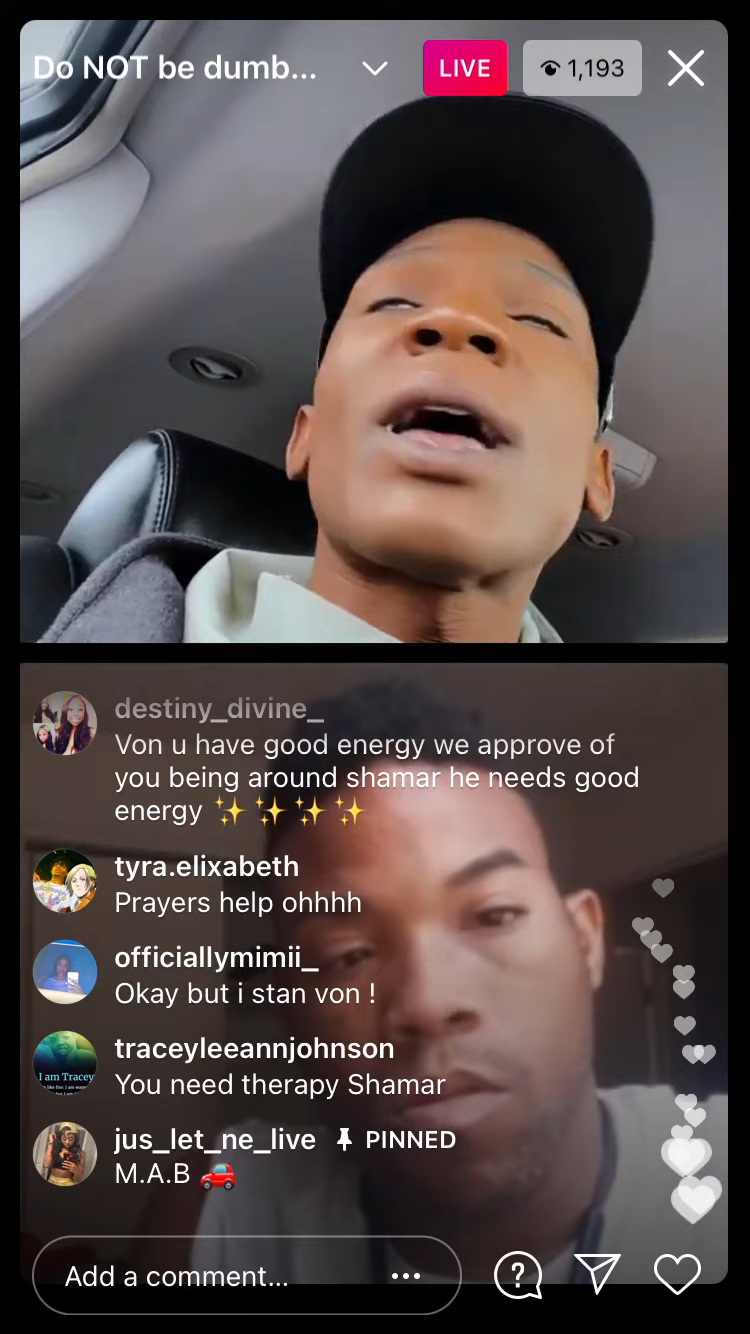 Do NOT be dumb...
LIVE
1,193
destiny_divine_
Von u have good energy we approve of
you being around shamar he needs good
energy ✨✨✨✨
tyra.elixabeth
Prayers help ohhhh
officiallymimii_
Okay but i stan von !
traceyleeannjohnson
You need therapy Shamar
I am Tracey
jus_let_ne_live PINNED
M.A.B 🚗
Add a comment...